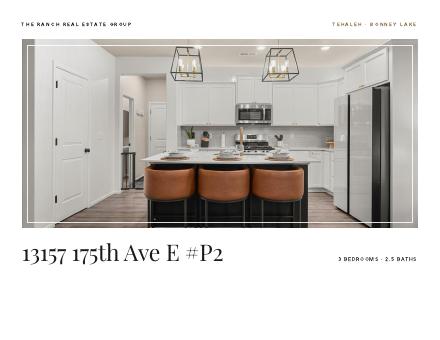 THE RANCH REAL ESTATE GROUP
TEHALEH · BONNEY LAKE
13157 175th Ave E #P2
3 BEDROOMS · 2.5 BATHS